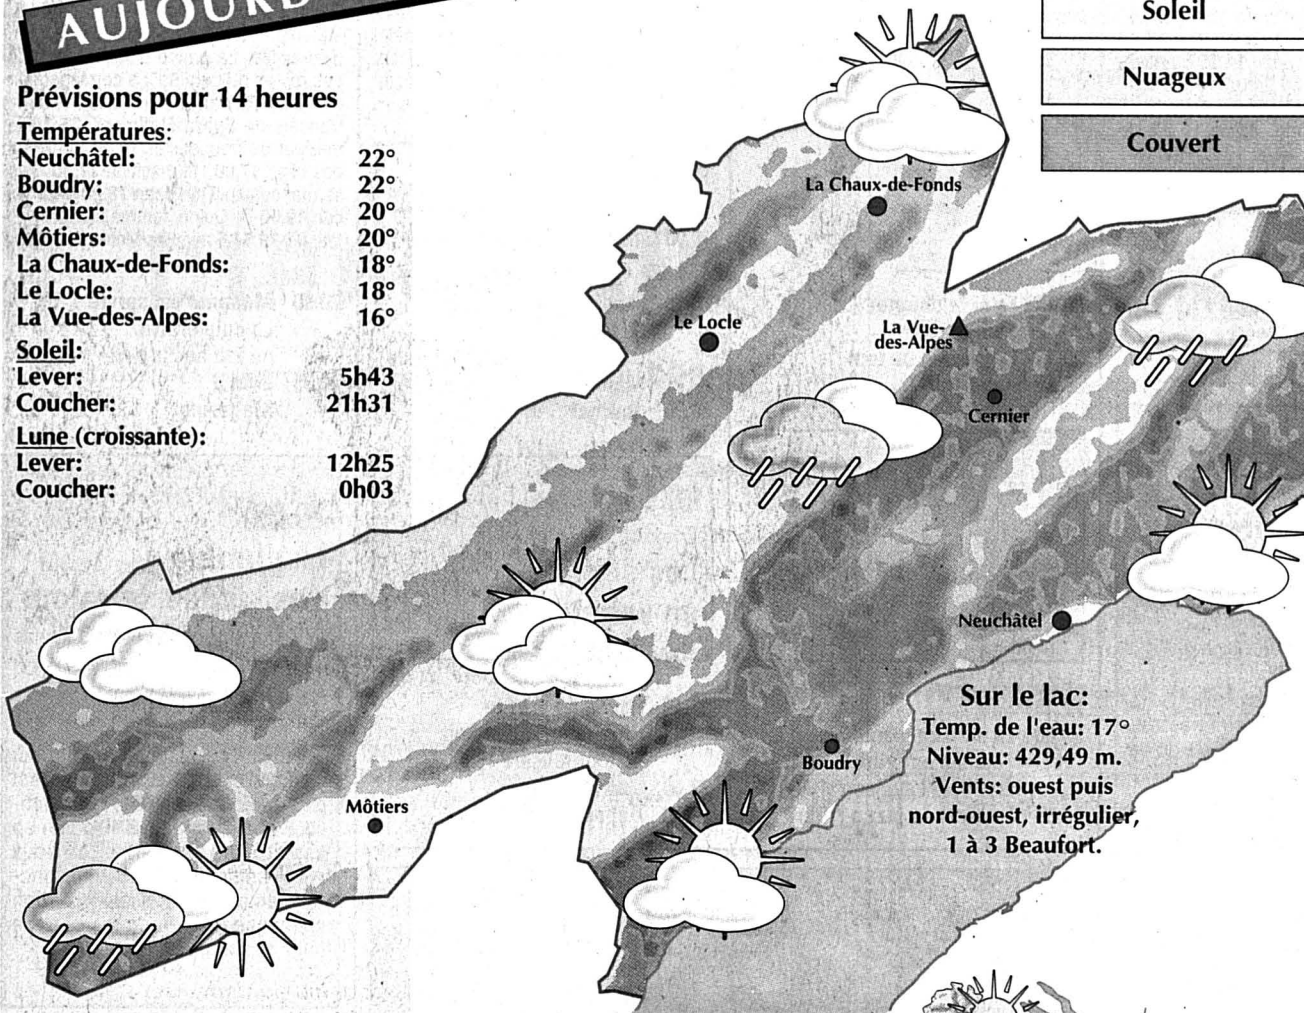 Prévisions pour 14 heures
Températures:
Neuchâtel: 22°
Boudry: 22°
Cernier: 20°
Môtiers: 20°
La Chaux-de-Fonds: 18°
Le Locle: 18°
La Vue-des-Alpes: 16°
Soleil:
Lever: 5h43
Coucher: 21h31
Lune (croissante):
Lever: 12h25
Coucher: 0h03
Soleil
Nuageux
Couvert
La Chaux-de-Fonds
Le Locle
La Vue-
des-Alpes
Cernier
Neuchâtel
Boudry
Môtiers
Sur le lac:
Temp. de l'eau: 17°
Niveau: 429,49 m.
Vents: ouest puis
nord-ouest, irrégulier,
1 à 3 Beaufort.